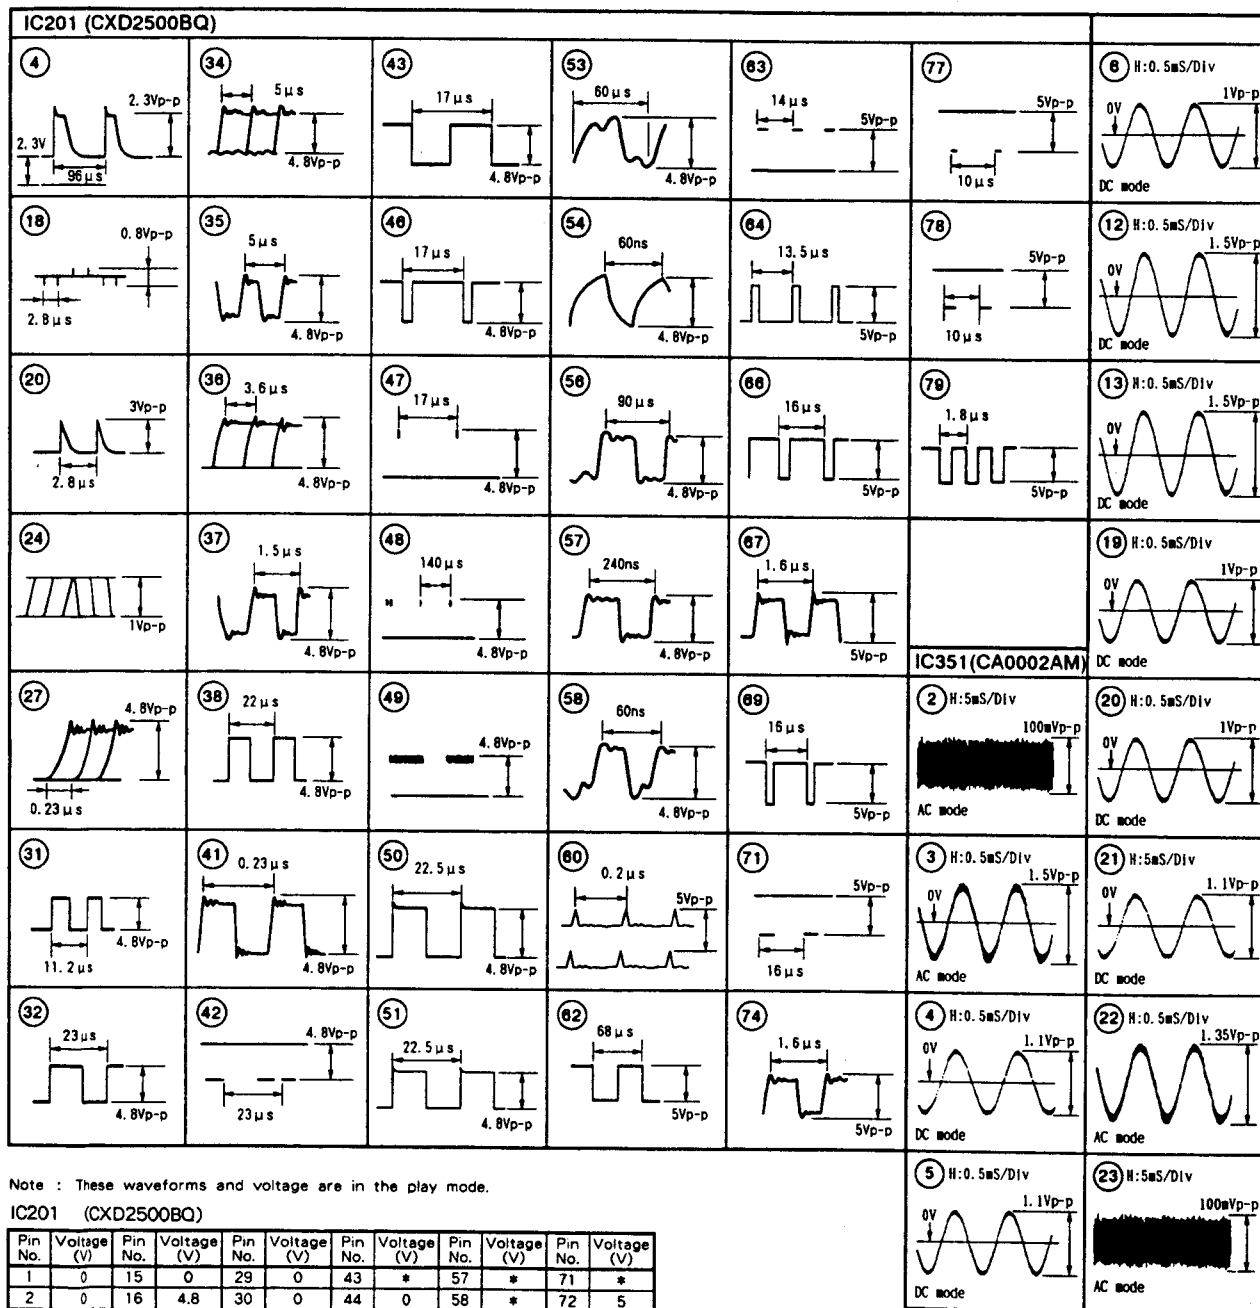 IC201 (CXD2500BQ)
4
2.3Vp-p
2.3V
96μs
34
5μs
4.8Vp-p
43
17μs
4.8Vp-p
53
60μs
4.8Vp-p
63
14μs
5Vp-p
77
5Vp-p
10μs
6 H:0.5mS/Div
1Vp-p
0V
DC mode
18
0.8Vp-p
2.8μs
35
5μs
4.8Vp-p
46
17μs
4.8Vp-p
54
60ns
4.8Vp-p
64
13.5μs
5Vp-p
78
5Vp-p
10μs
12 H:0.5mS/Div
1.5Vp-p
0V
DC mode
20
3Vp-p
2.8μs
36
3.6μs
4.8Vp-p
47
17μs
4.8Vp-p
56
90μs
4.8Vp-p
66
16μs
5Vp-p
79
1.8μs
5Vp-p
13 H:0.5mS/Div
1.5Vp-p
0V
DC mode
24
1Vp-p
37
1.5μs
4.8Vp-p
48
140μs
4.8Vp-p
57
240ns
4.8Vp-p
67
1.6μs
5Vp-p
19 H:0.5mS/Div
1Vp-p
0V
DC mode
IC351(CA0002AM)
27
4.8Vp-p
0.23μs
38
22μs
4.8Vp-p
49
4.8Vp-p
58
60ns
4.8Vp-p
69
16μs
5Vp-p
2 H:5mS/Div
100mVp-p
AC mode
20 H:0.5mS/Div
1Vp-p
0V
DC mode
31
4.8Vp-p
11.2μs
41
0.23μs
4.8Vp-p
50
22.5μs
4.8Vp-p
60
0.2μs
5Vp-p
71
5Vp-p
16μs
3 H:0.5mS/Div
1.5Vp-p
0V
AC mode
21 H:5mS/Div
1.1Vp-p
0V
DC mode
32
23μs
4.8Vp-p
42
4.8Vp-p
23μs
51
22.5μs
4.8Vp-p
62
68μs
5Vp-p
74
1.6μs
5Vp-p
4 H:0.5mS/Div
1.1Vp-p
0V
DC mode
22 H:0.5mS/Div
1.35Vp-p
AC mode
5 H:0.5mS/Div
1.1Vp-p
0V
DC mode
23 H:5mS/Div
100mVp-p
AC mode
Note : These waveforms and voltage are in the play mode.
IC201 (CXD2500BQ)
Pin No. Voltage (V) Pin No. Voltage (V) Pin No. Voltage (V) Pin No. Voltage (V) Pin No. Voltage (V) Pin No. Voltage (V)
1 0 15 0 29 0 43 * 57 * 71 *
2 0 16 4.8 30 0 44 0 58 * 72 5